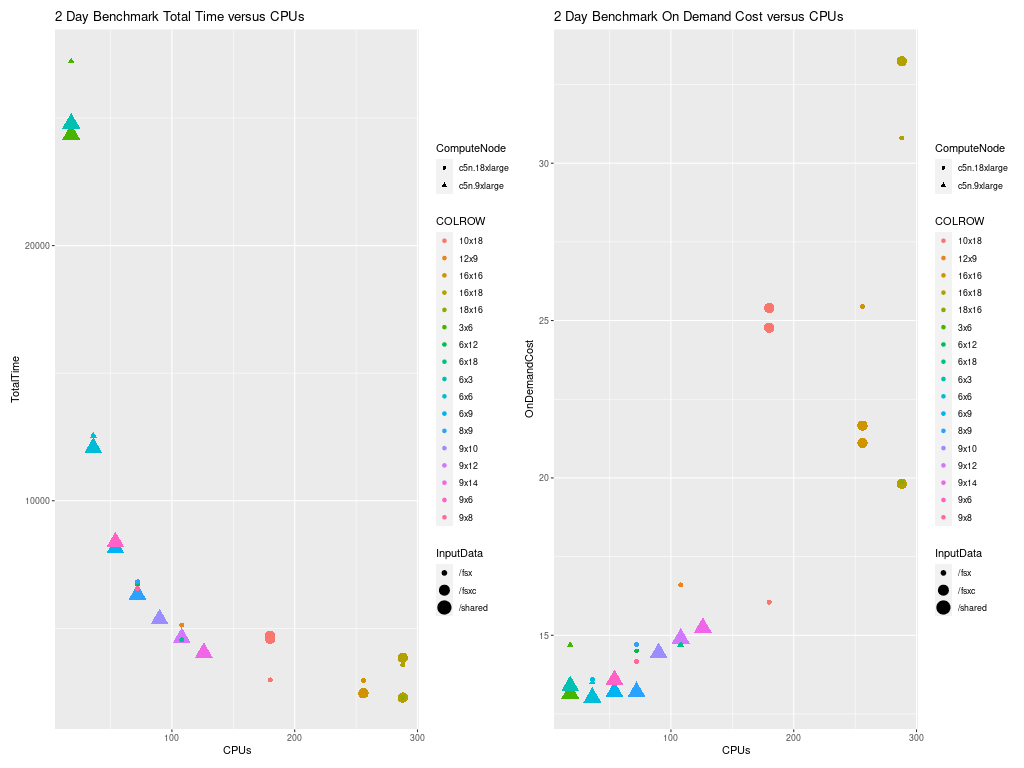 2 Day Benchmark Total Time versus CPUs
TotalTime
20000
10000
100
200
300
CPUs
ComputeNode
c5n.18xlarge
c5n.9xlarge
COLROW
10x18
12x9
16x16
16x18
18x16
3x6
6x12
6x18
6x3
6x6
6x9
8x9
9x10
9x12
9x14
9x6
9x8
InputData
/fsx
/fsxc
/shared
2 Day Benchmark On Demand Cost versus CPUs
OnDemandCost
30
25
20
15
100
200
300
CPUs
ComputeNode
c5n.18xlarge
c5n.9xlarge
COLROW
10x18
12x9
16x16
16x18
18x16
3x6
6x12
6x18
6x3
6x6
6x9
8x9
9x10
9x12
9x14
9x6
9x8
InputData
/fsx
/fsxc
/shared